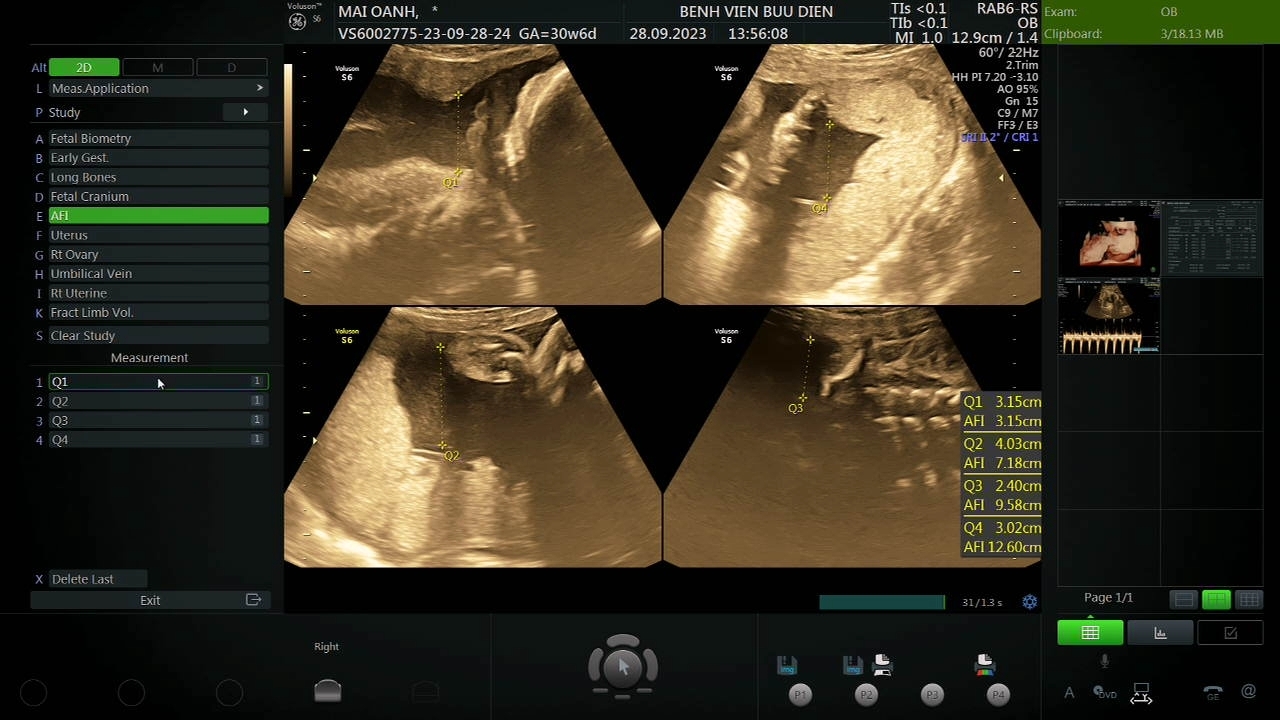 Voluson™
S6
MAI OANH, *
BENH VIEN BUU DIEN
TIs <0.1
RAB6-RS
TIb <0.1
OB
VS6002775-23-09-28-24 GA=30w6d
28.09.2023
13:56:08
MI 1.0
12.9cm / 1.4
60°/ 22Hz
2.Trim
HH PI 7.20 -3.10
AO 95%
Gn 15
C9 / M7
FF3 / E3
SRI II 2° / CRI 1
Exam: OB
Clipboard: 3/18.13 MB
Alt 2D M D
L Meas.Application >
P Study
A Fetal Biometry
B Early Gest.
C Long Bones
D Fetal Cranium
E AFI
F Uterus
G Rt Ovary
H Umbilical Vein
I Rt Uterine
K Fract Limb Vol.
S Clear Study
Measurement
1 Q1 1
2 Q2 1
3 Q3 1
4 Q4 1
X Delete Last
Exit
Voluson
S6
Q1
Voluson
S6
Q4
Voluson
S6
Q2
Voluson
S6
Q3
Q1 3.15cm
AFI 3.15cm
Q2 4.03cm
AFI 7.18cm
Q3 2.40cm
AFI 9.58cm
Q4 3.02cm
AFI 12.60cm
31/1.3 s
Page 1/1
Right
Img
Img
P1 P2 P3 P4
A DVD GE @